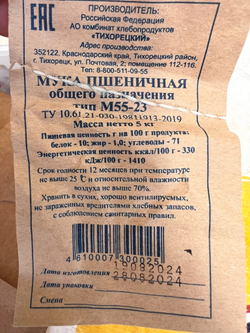 ЕАС
ПРОИЗВОДИТЕЛЬ:
Российская Федерация
АО комбинат хлебопродуктов
«ТИХОРЕЦКИЙ»
Адрес производства:
352122, Краснодарский край, Тихорецкий район,
г. Тихорецк, ул. Почтовая, 2; помещение 112-116.
Тел: 8-800-511-09-55
МУКА ПШЕНИЧНАЯ
общего назначения
тип М55-23
ТУ 10.61.21-030-19811913-2019
Масса нетто 5 кг
Пищевая ценность г на 100 г продукта:
белок - 10; жир - 1,0; углеводы - 71
Энергетическая ценность ккал/100 г - 330
кДж/100 г - 1410
Срок годности 12 месяцев при температуре
не выше 25 °С и относительной влажности
воздуха не выше 70%.
Хранить в сухих, хорошо вентилируемых,
не зараженных вредителями хлебных запасов,
с соблюдением санитарных правил.
4 610007 300025
Дата изготовления
Дата упаковки 28082024
Смена